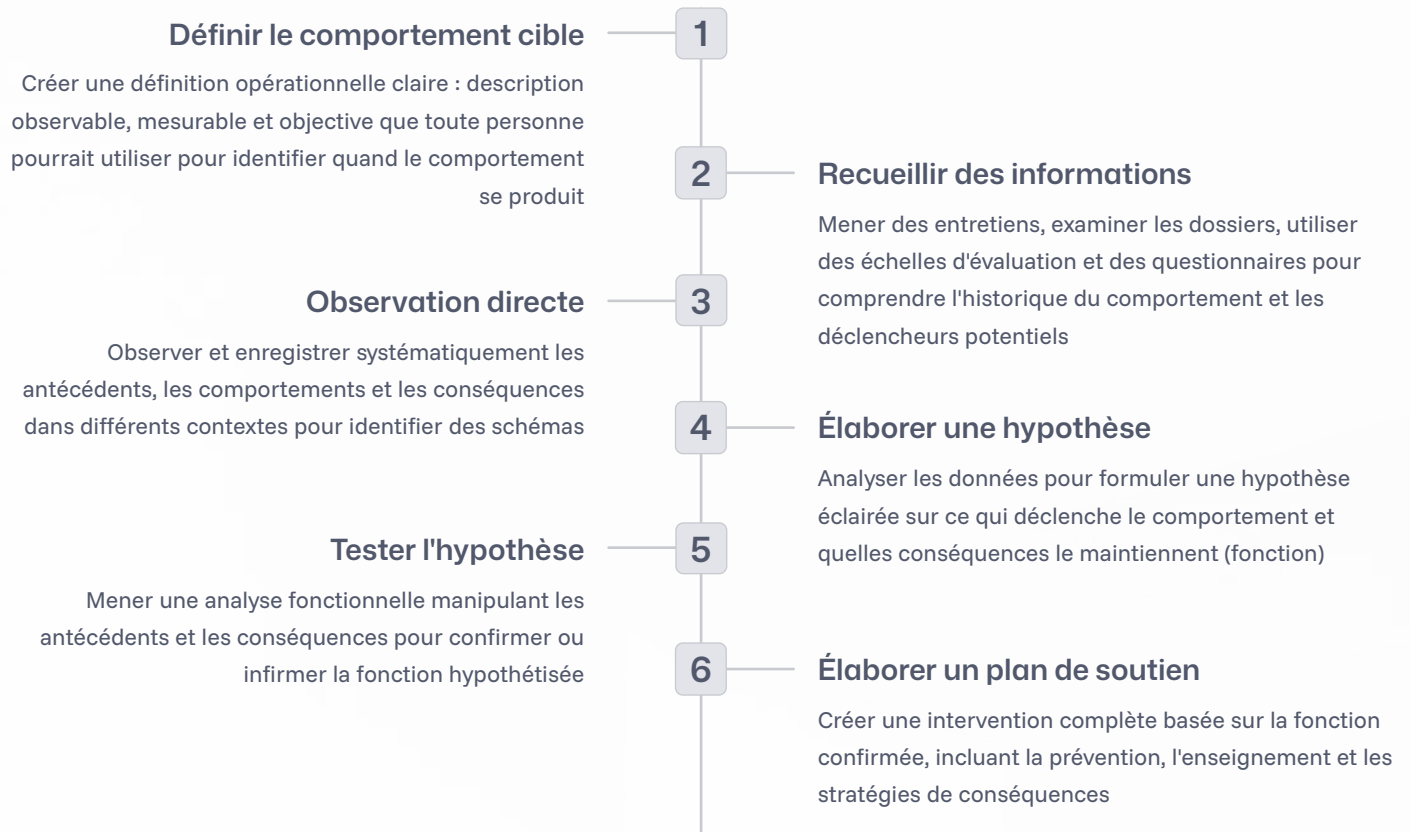 Définir le comportement cible
1
Créer une définition opérationnelle claire : description
observable, mesurable et objective que toute personne
pourrait utiliser pour identifier quand le comportement
se produit
2
Recueillir des informations
Mener des entretiens, examiner les dossiers, utiliser
des échelles d'évaluation et des questionnaires pour
comprendre l'historique du comportement et les
déclencheurs potentiels
Observation directe
3
Observer et enregistrer systématiquement les
antécédents, les comportements et les conséquences
dans différents contextes pour identifier des schémas
4
Élaborer une hypothèse
Analyser les données pour formuler une hypothèse
éclairée sur ce qui déclenche le comportement et
quelles conséquences le maintiennent (fonction)
Tester l'hypothèse
5
Mener une analyse fonctionnelle manipulant les
antécédents et les conséquences pour confirmer ou
infirmer la fonction hypothétisée
6
Élaborer un plan de soutien
Créer une intervention complète basée sur la fonction
confirmée, incluant la prévention, l'enseignement et les
stratégies de conséquences